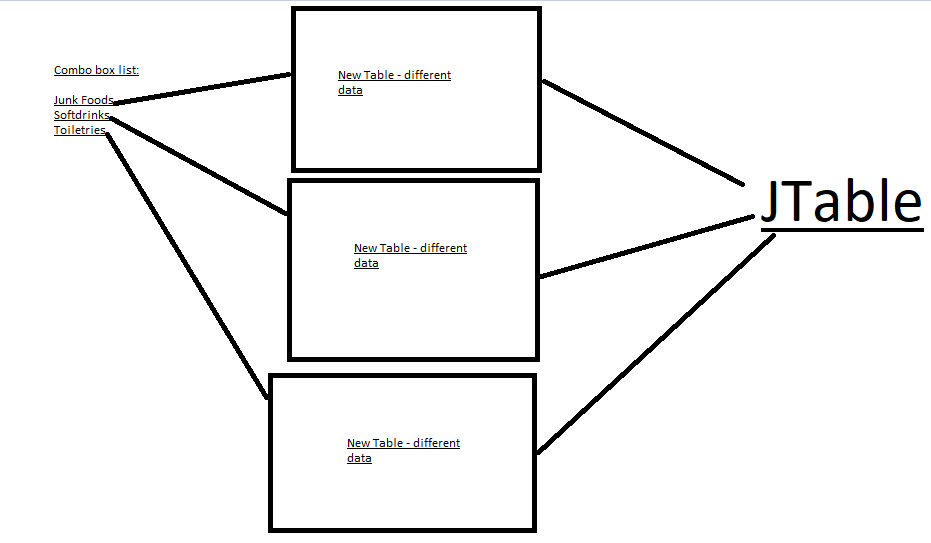 Combo box list:
Junk Foods
Softdrinks
Toiletries
New Table - different
data
New Table - different
data
New Table - different
data
JTable